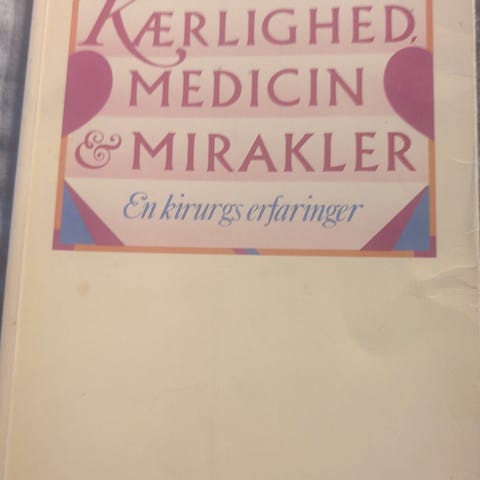 KÆRLIGHED,
MEDICIN
& MIRAKLER
En kirurgs erfaringer